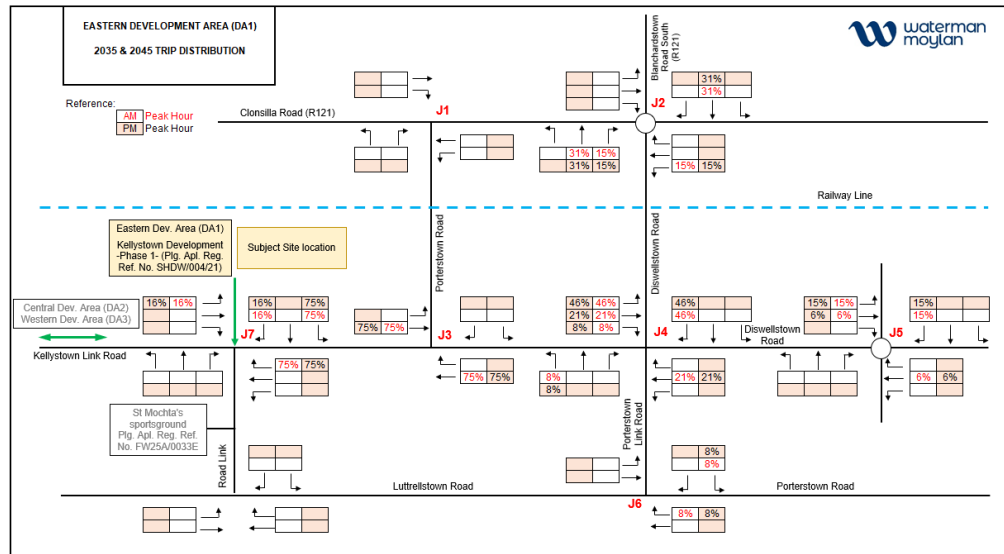 EASTERN DEVELOPMENT AREA (DA1)
2035 & 2045 TRIP DISTRIBUTION
waterman
moylan
Reference:
AM Peak Hour
PM Peak Hour
Clonsilla Road (R121)
J1
Blanchardstown
Road South
(R121)
J2
31%
31%
31% 15%
31% 15%
15% 15%
Railway Line
Eastern Dev. Area (DA1)
Kellystown Development
-Phase 1- (Plg. Apl. Reg.
Ref. No. SHDW/004/21)
Subject Site location
Porterstown Road
Diswellstown Road
Central Dev. Area (DA2)
Western Dev. Area (DA3)
16% 16%
16% 75%
16% 75%
75% 75%
46% 46%
21% 21%
8% 8%
46%
46%
15% 15%
6% 6%
15%
15%
J7
J3
J4
Diswellstown
Road
J5
Kellystown Link Road
75% 75%
75% 75%
8%
8%
21% 21%
6% 6%
St Mochta's
sportsground
Plg. Apl. Reg. Ref.
No. FW25A/0033E
Road Link
Porterstown
Link Road
8%
8%
Luttrellstown Road
Porterstown Road
J6
8% 8%